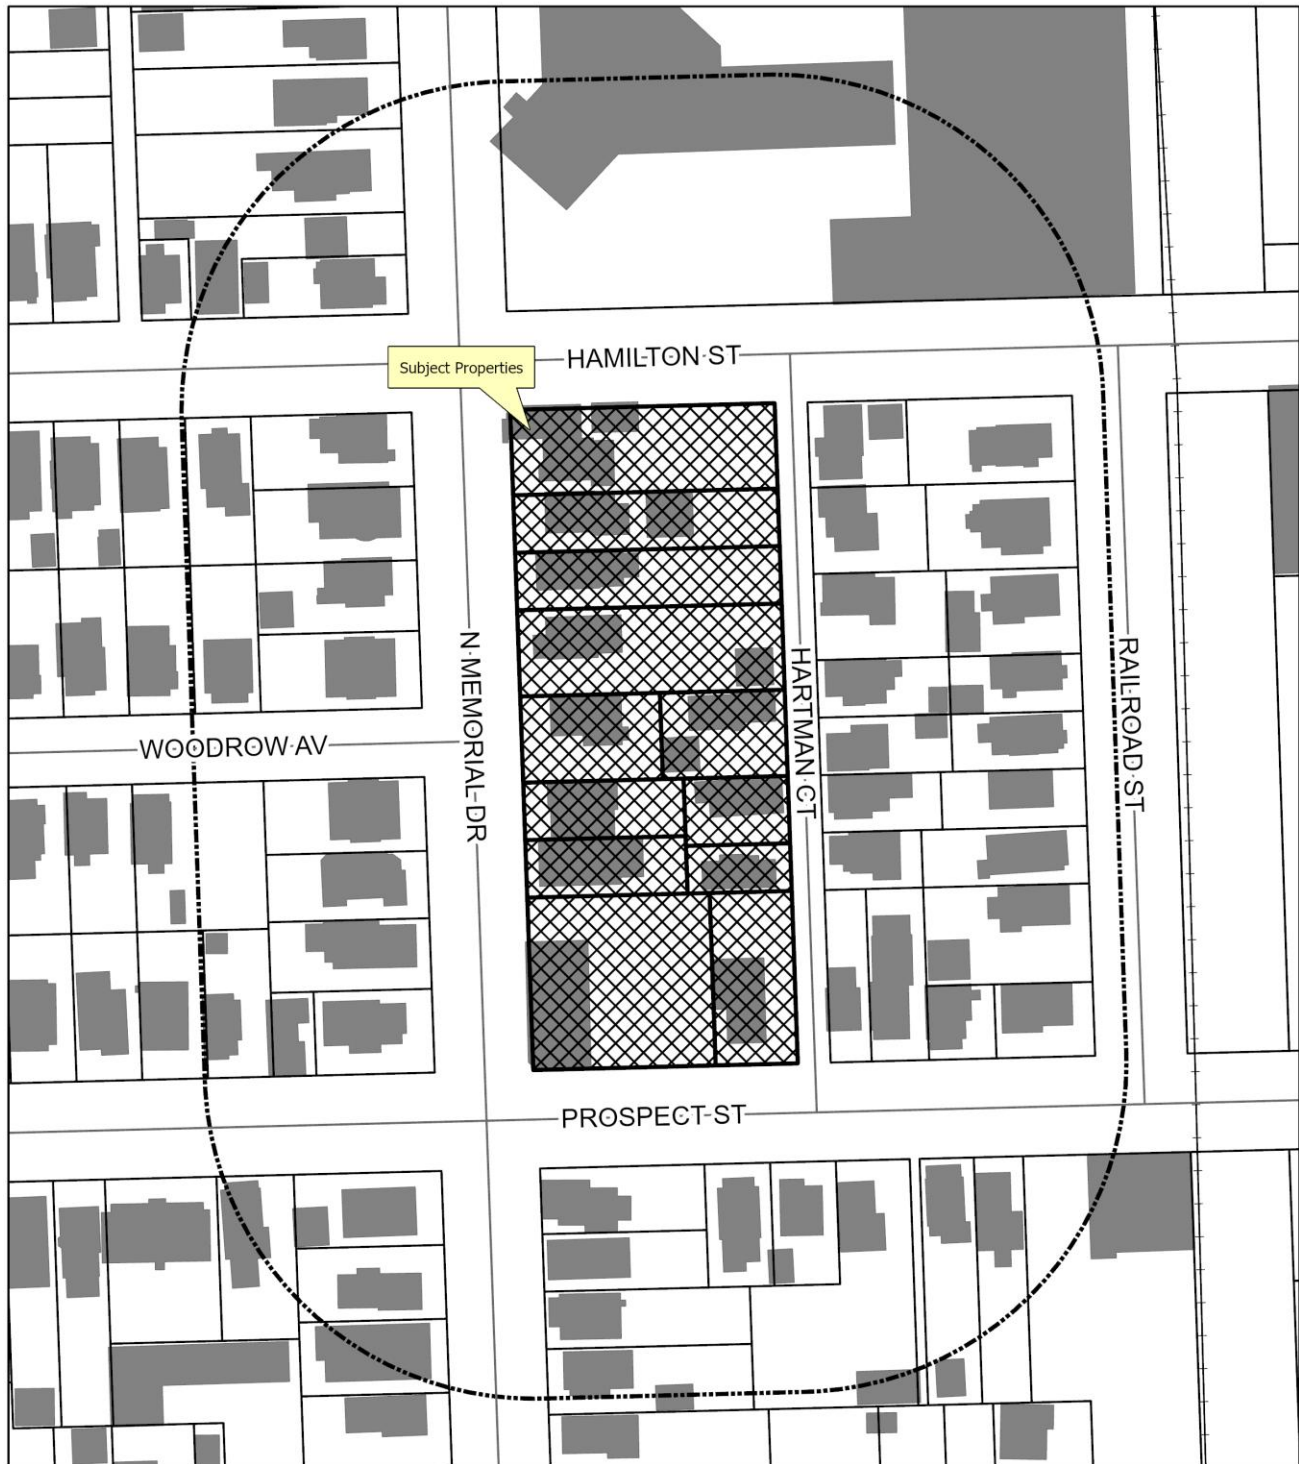 HAMILTON ST
Subject Properties
N MEMORIAL DR
HARTMAN CT
RAILROAD ST
WOODROW AV
PROSPECT ST